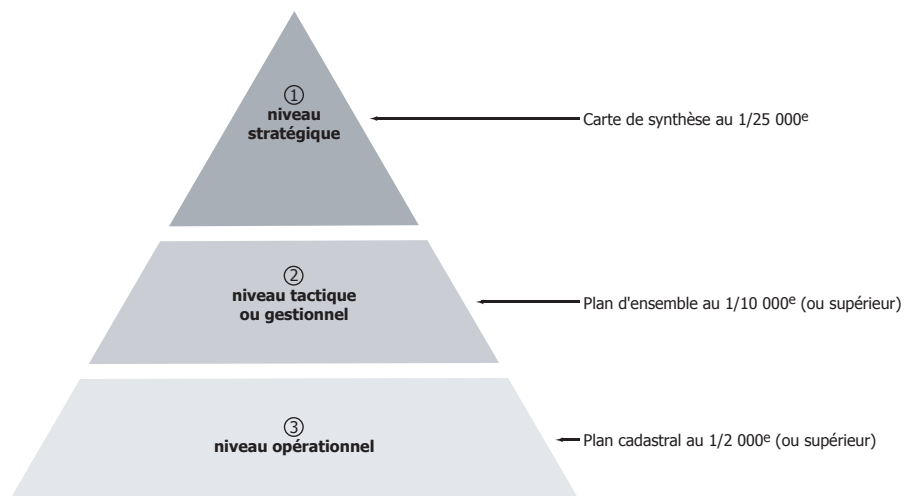 ①
niveau
stratégique
Carte de synthèse au 1/25 000e
②
niveau tactique
ou gestionnel
Plan d'ensemble au 1/10 000e (ou supérieur)
③
niveau opérationnel
Plan cadastral au 1/2 000e (ou supérieur)